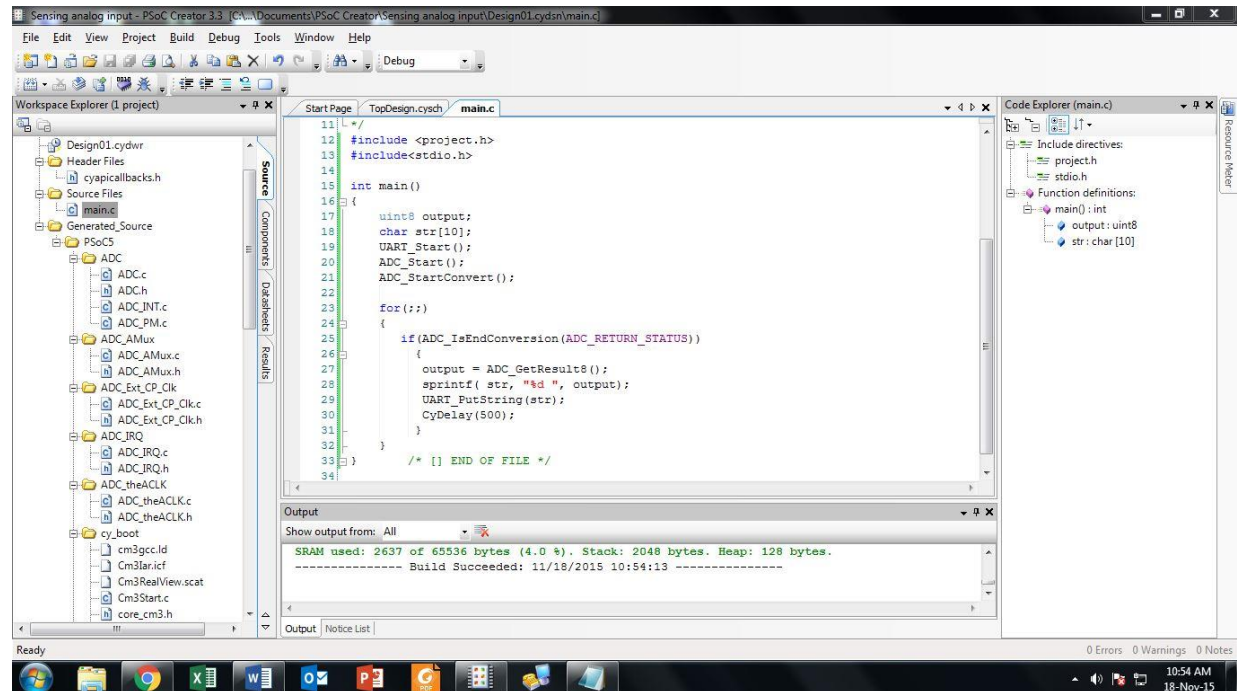 Sensing analog input - PSoC Creator 3.3 [C:\...\Documents\PSoC Creator\Sensing analog input\Design01.cydsn\main.c]
File Edit View Project Build Debug Tools Window Help
Debug
Workspace Explorer (1 project)
Design01.cydwr
Header Files
cyapicallbacks.h
Source Files
main.c
Generated_Source
PSoC5
ADC
ADC.c
ADC.h
ADC_INT.c
ADC_PM.c
ADC_AMux
ADC_AMux.c
ADC_AMux.h
ADC_Ext_CP_Clk
ADC_Ext_CP_Clk.c
ADC_Ext_CP_Clk.h
ADC_IRQ
ADC_IRQ.c
ADC_IRQ.h
ADC_theACLK
ADC_theACLK.c
ADC_theACLK.h
cy_boot
cm3gcc.ld
Cm3Iar.icf
Cm3RealView.scat
Cm3Start.c
core_cm3.h
Source
Components
Datasheets
Results
Start Page TopDesign.cysch main.c
11 */
12 #include <project.h>
13 #include<stdio.h>
14
15 int main()
16 {
17 uint8 output;
18 char str[10];
19 UART_Start();
20 ADC_Start();
21 ADC_StartConvert();
22
23 for(;;)
24 {
25 if(ADC_IsEndConversion(ADC_RETURN_STATUS))
26 {
27 output = ADC_GetResult8();
28 sprintf( str, "%d ", output);
29 UART_PutString(str);
30 CyDelay(500);
31 }
32 }
33 } /* [] END OF FILE */
34
Output
Show output from: All
SRAM used: 2637 of 65536 bytes (4.0 %). Stack: 2048 bytes. Heap: 128 bytes.
--------------- Build Succeeded: 11/18/2015 10:54:13 ---------------
Output Notice List
Code Explorer (main.c)
Include directives:
project.h
stdio.h
Function definitions:
main() : int
output : uint8
str : char [10]
Resource Meter
Ready
0 Errors 0 Warnings 0 Notes
10:54 AM
18-Nov-15